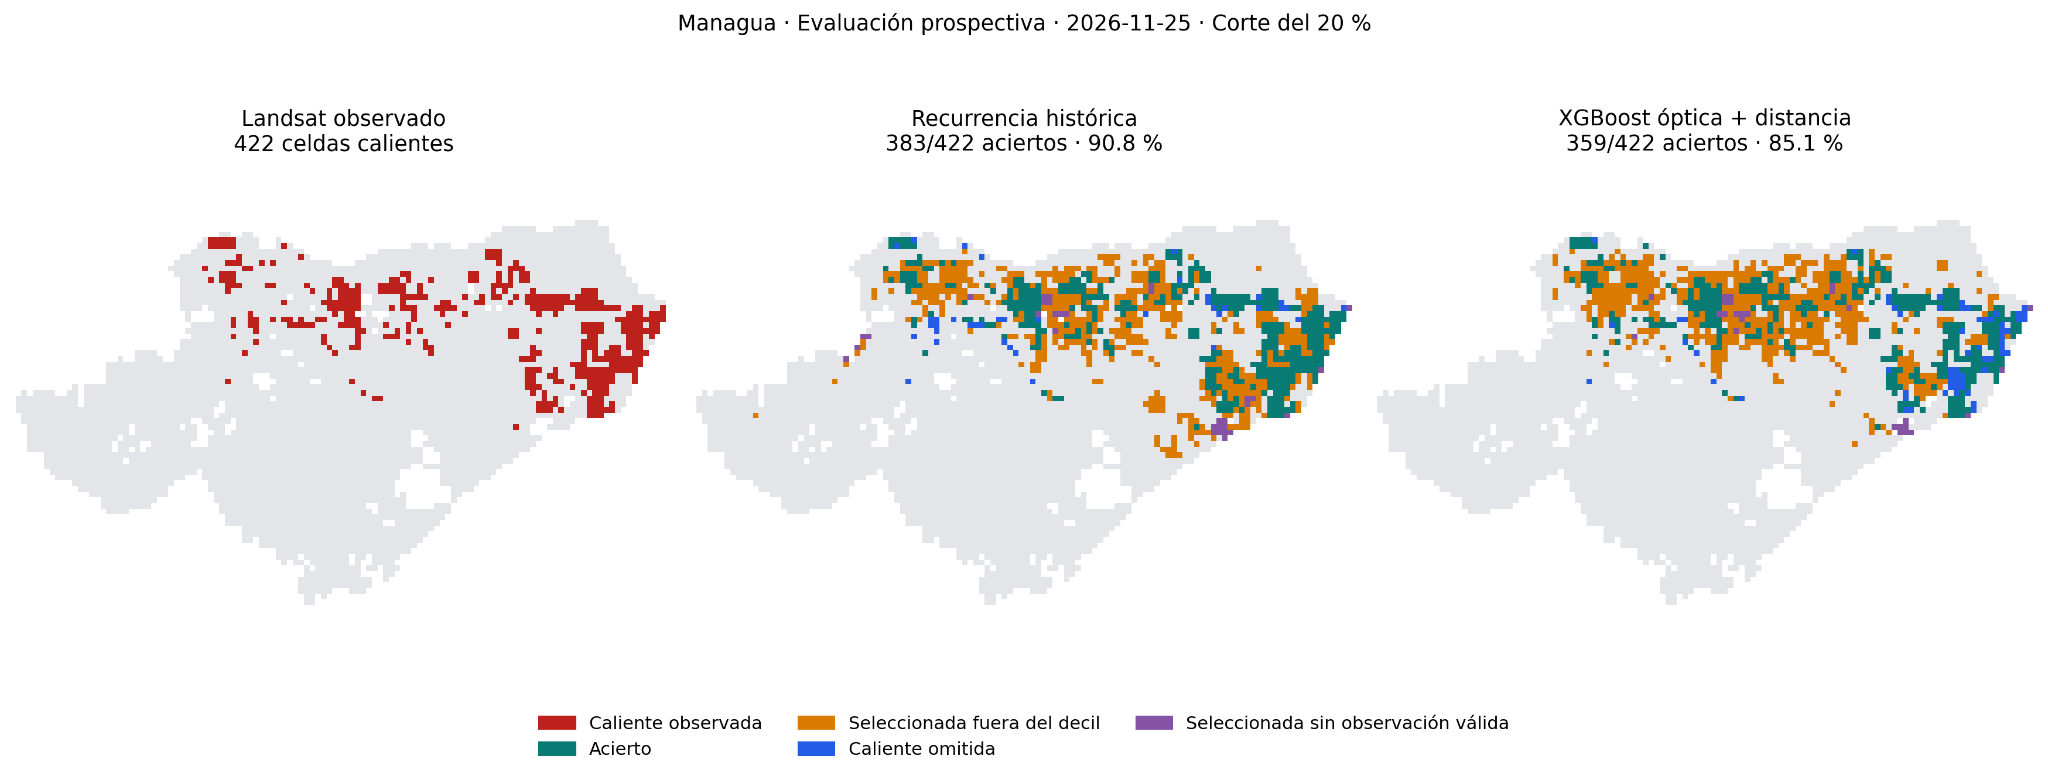 Managua · Evaluación prospectiva · 2026-11-25 · Corte del 20 %
Landsat observado
422 celdas calientes
Recurrencia histórica
383/422 aciertos · 90.8 %
XGBoost óptica + distancia
359/422 aciertos · 85.1 %
Caliente observada
Acierto
Seleccionada fuera del decil
Caliente omitida
Seleccionada sin observación válida